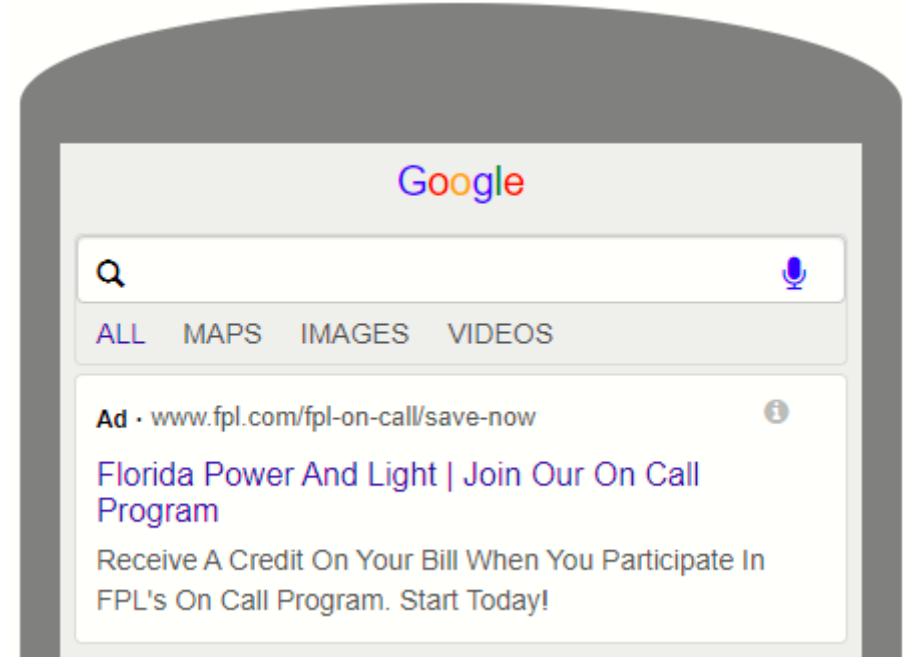 Google
ALL MAPS IMAGES VIDEOS
Ad · www.fpl.com/fpl-on-call/save-now
Florida Power And Light | Join Our On Call
Program
Receive A Credit On Your Bill When You Participate In
FPL's On Call Program. Start Today!